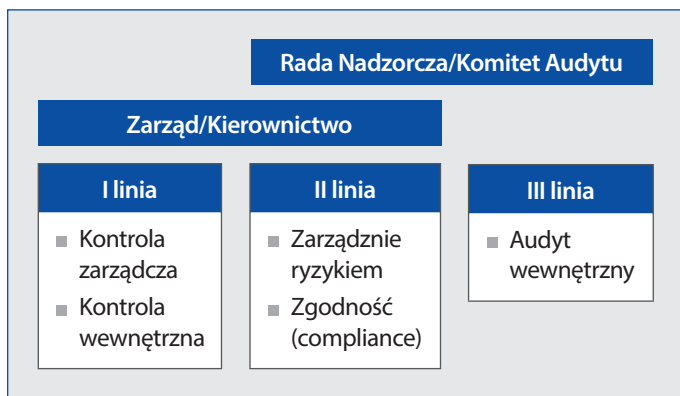 Rada Nadzorcza/Komitet Audytu
Zarząd/Kierownictwo
I linia
Kontrola
zarządcza
Kontrola
wewnętrzna
II linia
Zarządznie
ryzykiem
Zgodność
(compliance)
III linia
Audyt
wewnętrzny